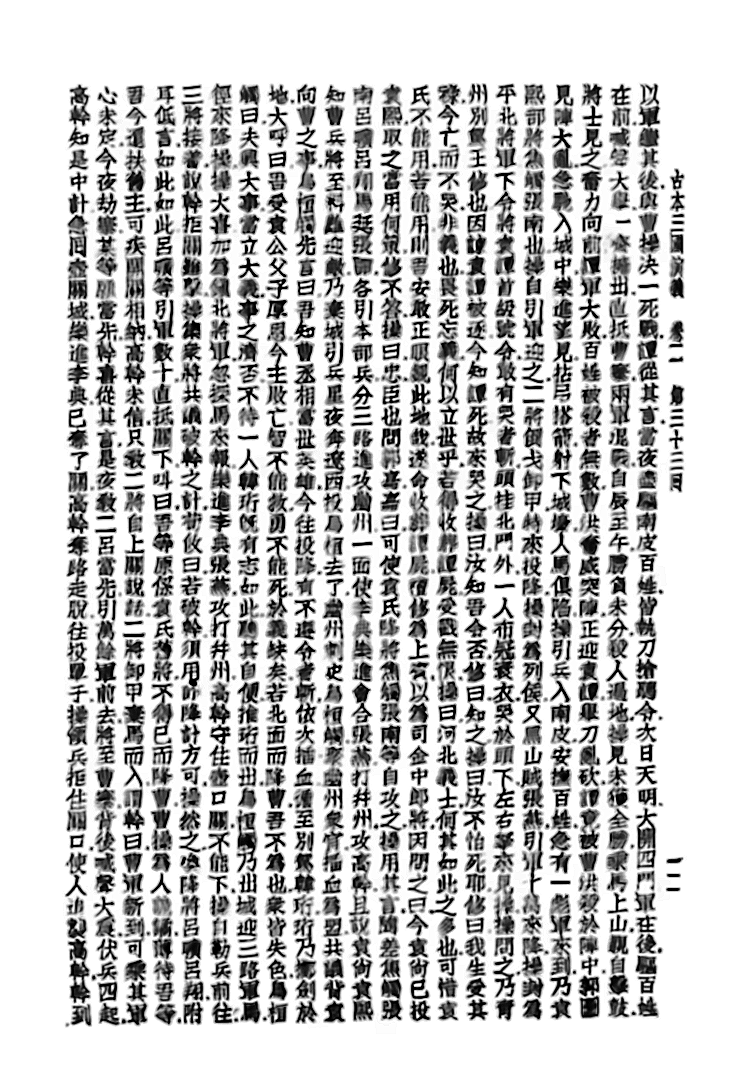 古本三國演義 卷二 第三十三回 二一
以軍繼其後與曹操決一死戰譚從其言當夜盡驅南皮百姓皆執刀槍聽令次日天明大開四門軍在後驅百姓
在前喊聲大舉一齊擁出直抵曹寨兩軍混戰自辰至午勝負未分殺人遍地操見未獲全勝乘馬上山親自擊鼓
將士見之奮力向前譚軍大敗百姓被殺者無數曹洪奮威突陣正迎袁譚舉刀亂砍譚竟被曹洪殺於陣中郭圖
見陣大亂急馳入城中樂進望見拈弓搭箭射下城壕人馬俱陷操引兵入南皮安撫百姓忽有一彪軍來到乃袁
熙部將焦觸張南也操自引軍迎之二將倒戈卸甲特來投降操封為列侯又黑山賊張燕引軍十萬來降操封為
平北將軍下令將袁譚首級號令敢有哭者斬頭挂北門外一人布冠衰衣哭於頭下左右拏來見操操問之乃青
州別駕王修也因諫袁譚被逐今知譚死故來哭之操曰汝知吾令否修曰知之操曰汝不怕死耶修曰我生受其
祿今亡而不哭非義也畏死忘義何以立世乎若得收葬譚屍受戮無恨操曰河北義士何其如此之多也可惜袁
氏不能用若能用則吾安敢正眼覷此地哉遂命收葬譚屍禮修為上賓以為司金中郎將因問之曰今袁尚已投
袁熙取之當用何策修不答操曰忠臣也問郭嘉嘉曰可使袁氏降將焦觸張南等自攻之操用其言隨差焦觸張
南呂曠呂翔馬延張顗各引本部兵分三路進攻幽州一面使李典樂進會合張燕打幷州攻高幹且說袁尚袁熙
知曹兵將至料難迎敵乃棄城引兵星夜奔遼西投烏桓去了幽州刺史烏桓觸聚幽州衆官插血為盟共議背袁
向曹之事烏桓觸先言曰吾知曹丞相當世英雄今往投降有不遵令者斬依次插血循至別駕韓珩珩乃擲劍於
地大呼曰吾受袁公父子厚恩今主敗亡智不能救勇不能死於義缺矣若北面而降曹吾不為也衆皆失色烏桓
觸曰夫興大事當立大義事之濟否不待一人韓珩旣有志如此聽其自便推珩而出烏桓觸乃出城迎三路軍馬
徑來降操操大喜加為鎮北將軍忽探馬來報樂進李典張燕攻打幷州高幹守住壺口關不能下操自勒兵前往
三將接着說幹拒關難擊操集衆將共議破幹之計荀攸曰若破幹須用詐降計方可操然之喚降將呂曠呂翔附
耳低言如此如此呂曠等引軍數十直抵關下叫曰吾等原係袁氏舊將不得已而降曹曹操為人詭譎薄待吾等
吾今還扶舊主可疾開關相納高幹未信只敎二將自上關說話二將卸甲棄馬而入謂幹曰曹軍新到可乘其軍
心未定今夜劫寨某等願當先幹喜從其言是夜敎二呂當先引萬餘軍前去將至曹寨背後喊聲大震伏兵四起
高幹知是中計急囘壺關城樂進李典已奪了關高幹奪路走脫往投單于操領兵拒住關口使人追襲高幹幹到